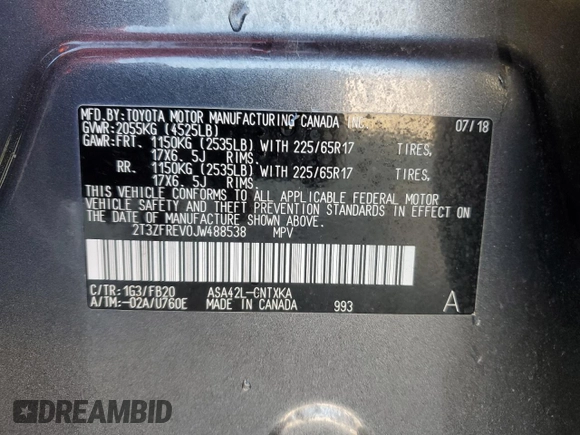 MFD. BY: TOYOTA MOTOR MANUFACTURING CANADA INC. 07/18
GVWR: 2055KG (4525LB)
GAWR: FRT. 1150KG (2535LB) WITH 225/65R17 TIRES,
17X6. 5J RIMS.
RR. 1150KG (2535LB) WITH 225/65R17 TIRES,
17X6. 5J RIMS.
THIS VEHICLE CONFORMS TO ALL APPLICABLE FEDERAL MOTOR
VEHICLE SAFETY AND THEFT PREVENTION STANDARDS IN EFFECT ON
THE DATE OF MANUFACTURE SHOWN ABOVE.
2T3ZFREV0JW488538 MPV
C/TR: 1G3/FB20 ASA42L-CNTXKA
A/TM: -02A/U760E MADE IN CANADA 993 A
DREAMBID